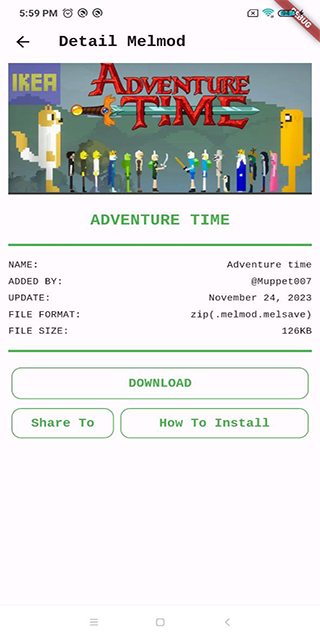 5:59 PM
Detail Melmod
IKEA
ADVENTURE
TIME
ADVENTURE TIME
NAME: Adventure time
ADDED BY: @Muppet007
UPDATE: November 24, 2023
FILE FORMAT: zip(.melmod.melsave)
FILE SIZE: 126KB
DOWNLOAD
Share To How To Install